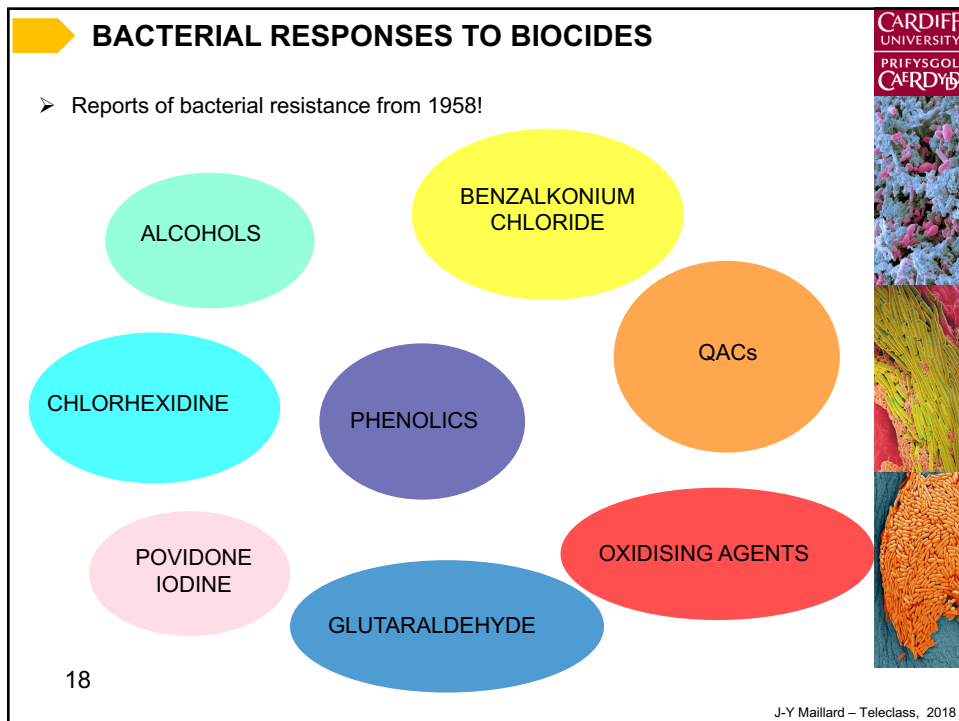 BACTERIAL RESPONSES TO BIOCIDES
CARDIFF
UNIVERSITY
PRIFYSGOL
CAERDYDD
➢ Reports of bacterial resistance from 1958!
BENZALKONIUM
CHLORIDE
ALCOHOLS
QACs
CHLORHEXIDINE
PHENOLICS
POVIDONE
IODINE
OXIDISING AGENTS
GLUTARALDEHYDE
18
J-Y Maillard – Teleclass, 2018